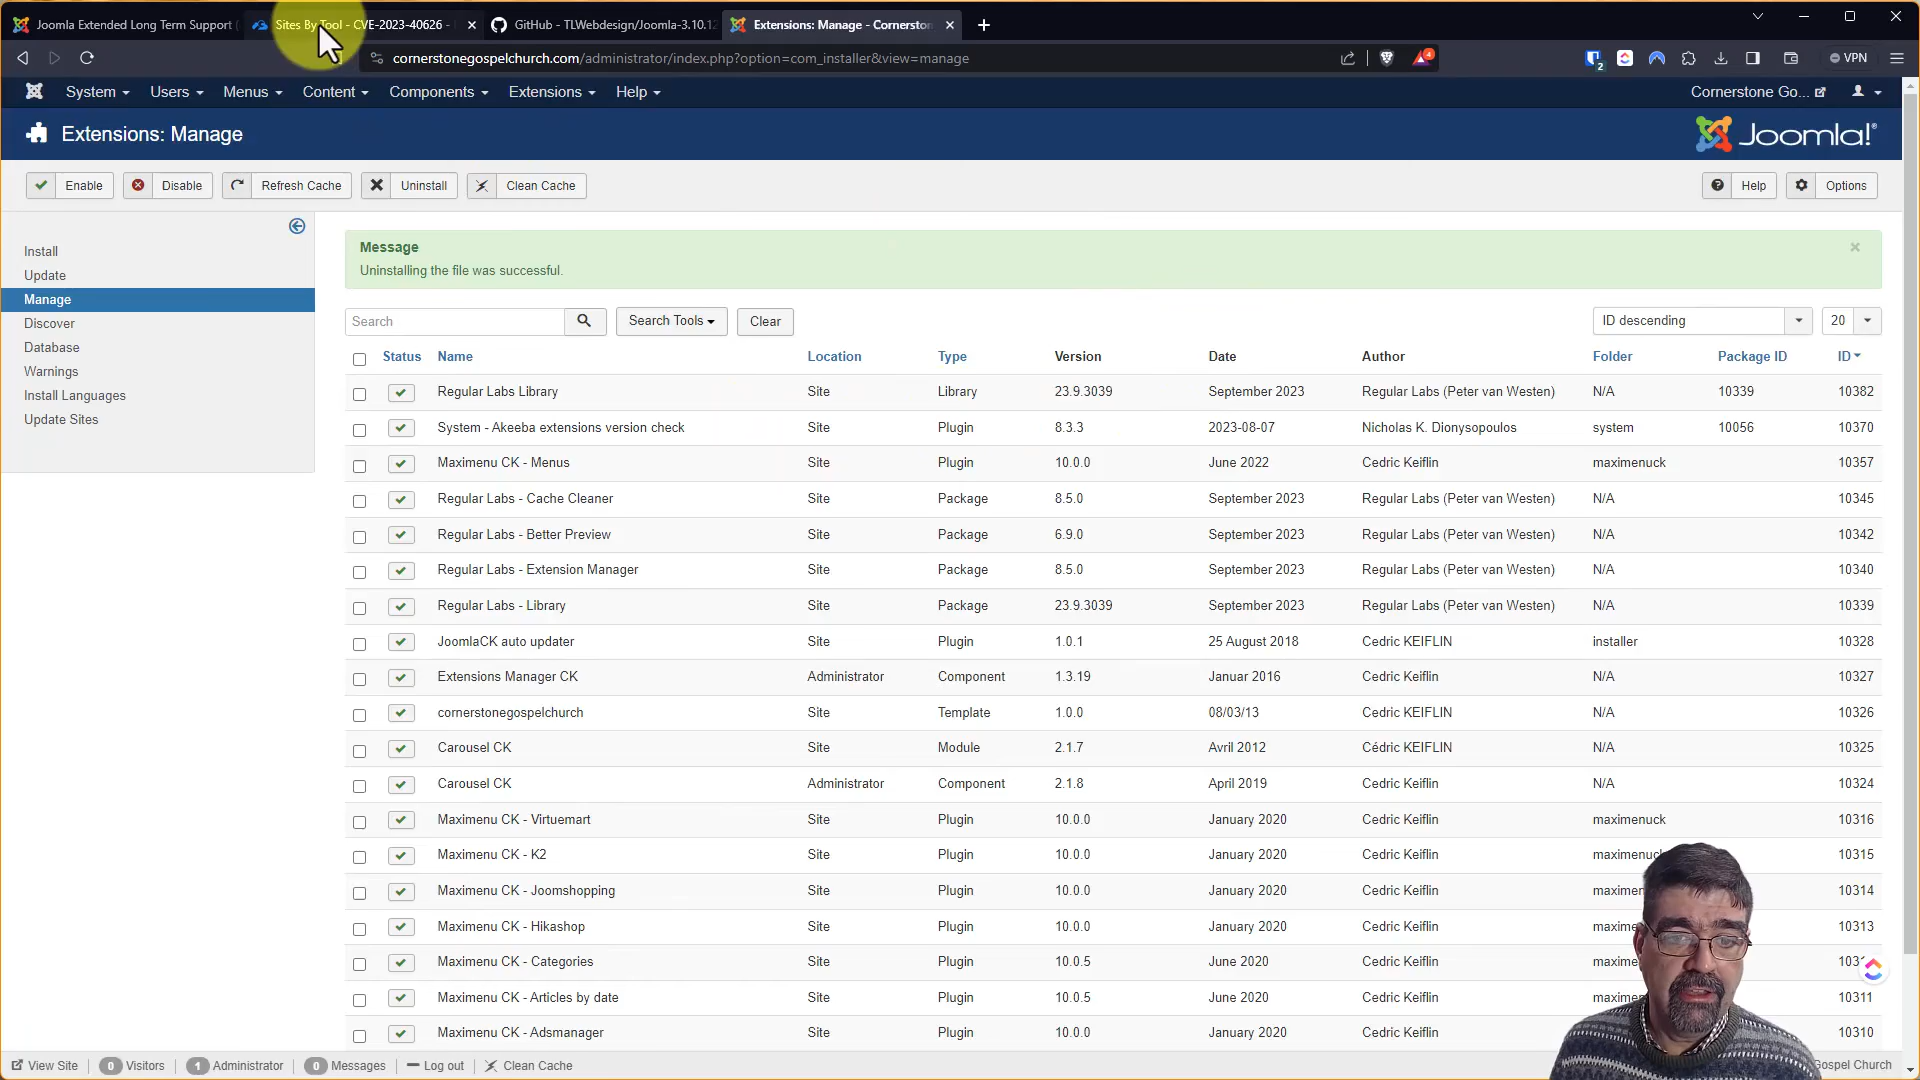 Joomla Extended Long Term Support
Sites By Tool - CVE-2023-40626 -
GitHub - TLWebdesign/Joomla-3.10.12
Extensions: Manage - Cornerston
cornerstonegospelchurch.com/administrator/index.php?option=com_installer&view=manage
2
4
VPN
System Users Menus Content Components Extensions Help
Cornerstone Go...
Extensions: Manage
Joomla!®
Enable Disable Refresh Cache Uninstall Clean Cache
Help Options
Install
Update
Manage
Discover
Database
Warnings
Install Languages
Update Sites
Message
Uninstalling the file was successful.
Search Search Tools Clear
ID descending 20
Status Name Location Type Version Date Author Folder Package ID ID
Regular Labs Library Site Library 23.9.3039 September 2023 Regular Labs (Peter van Westen) N/A 10339 10382
System - Akeeba extensions version check Site Plugin 8.3.3 2023-08-07 Nicholas K. Dionysopoulos system 10056 10370
Maximenu CK - Menus Site Plugin 10.0.0 June 2022 Cedric Keiflin maximenuck 10357
Regular Labs - Cache Cleaner Site Package 8.5.0 September 2023 Regular Labs (Peter van Westen) N/A 10345
Regular Labs - Better Preview Site Package 6.9.0 September 2023 Regular Labs (Peter van Westen) N/A 10342
Regular Labs - Extension Manager Site Package 8.5.0 September 2023 Regular Labs (Peter van Westen) N/A 10340
Regular Labs - Library Site Package 23.9.3039 September 2023 Regular Labs (Peter van Westen) N/A 10339
JoomlaCK auto updater Site Plugin 1.0.1 25 August 2018 Cedric KEIFLIN installer 10328
Extensions Manager CK Administrator Component 1.3.19 Januar 2016 Cedric Keiflin N/A 10327
cornerstonegospelchurch Site Template 1.0.0 08/03/13 Cedric KEIFLIN N/A 10326
Carousel CK Site Module 2.1.7 Avril 2012 Cédric KEIFLIN N/A 10325
Carousel CK Administrator Component 2.1.8 April 2019 Cedric Keiflin N/A 10324
Maximenu CK - Virtuemart Site Plugin 10.0.0 January 2020 Cedric Keiflin maximenuck 10316
Maximenu CK - K2 Site Plugin 10.0.0 January 2020 Cedric Keiflin maximenuck 10315
Maximenu CK - Joomshopping Site Plugin 10.0.0 January 2020 Cedric Keiflin maxime 10314
Maximenu CK - Hikashop Site Plugin 10.0.0 January 2020 Cedric Keiflin maxime 10313
Maximenu CK - Categories Site Plugin 10.0.5 June 2020 Cedric Keiflin maxime
Maximenu CK - Articles by date Site Plugin 10.0.5 June 2020 Cedric Keiflin maxime 10311
Maximenu CK - Adsmanager Site Plugin 10.0.0 January 2020 Cedric Keiflin maxime 10310
View Site 0 Visitors 1 Administrator 0 Messages Log out Clean Cache
Gospel Church